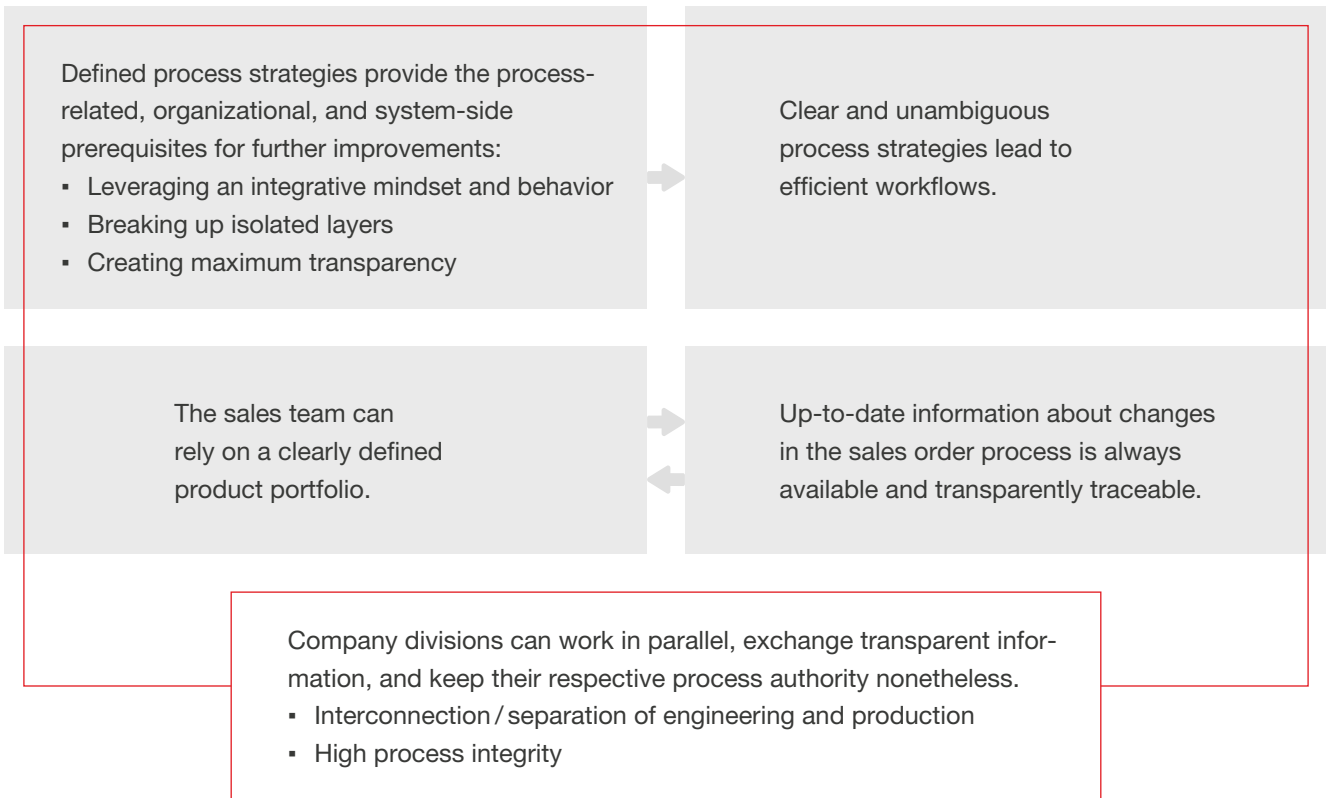 Defined process strategies provide the process-
related, organizational, and system-side
prerequisites for further improvements:
▪ Leveraging an integrative mindset and behavior
▪ Breaking up isolated layers
▪ Creating maximum transparency
Clear and unambiguous
process strategies lead to
efficient workflows.
The sales team can
rely on a clearly defined
product portfolio.
Up-to-date information about changes
in the sales order process is always
available and transparently traceable.
Company divisions can work in parallel, exchange transparent infor-
mation, and keep their respective process authority nonetheless.
▪ Interconnection / separation of engineering and production
▪ High process integrity